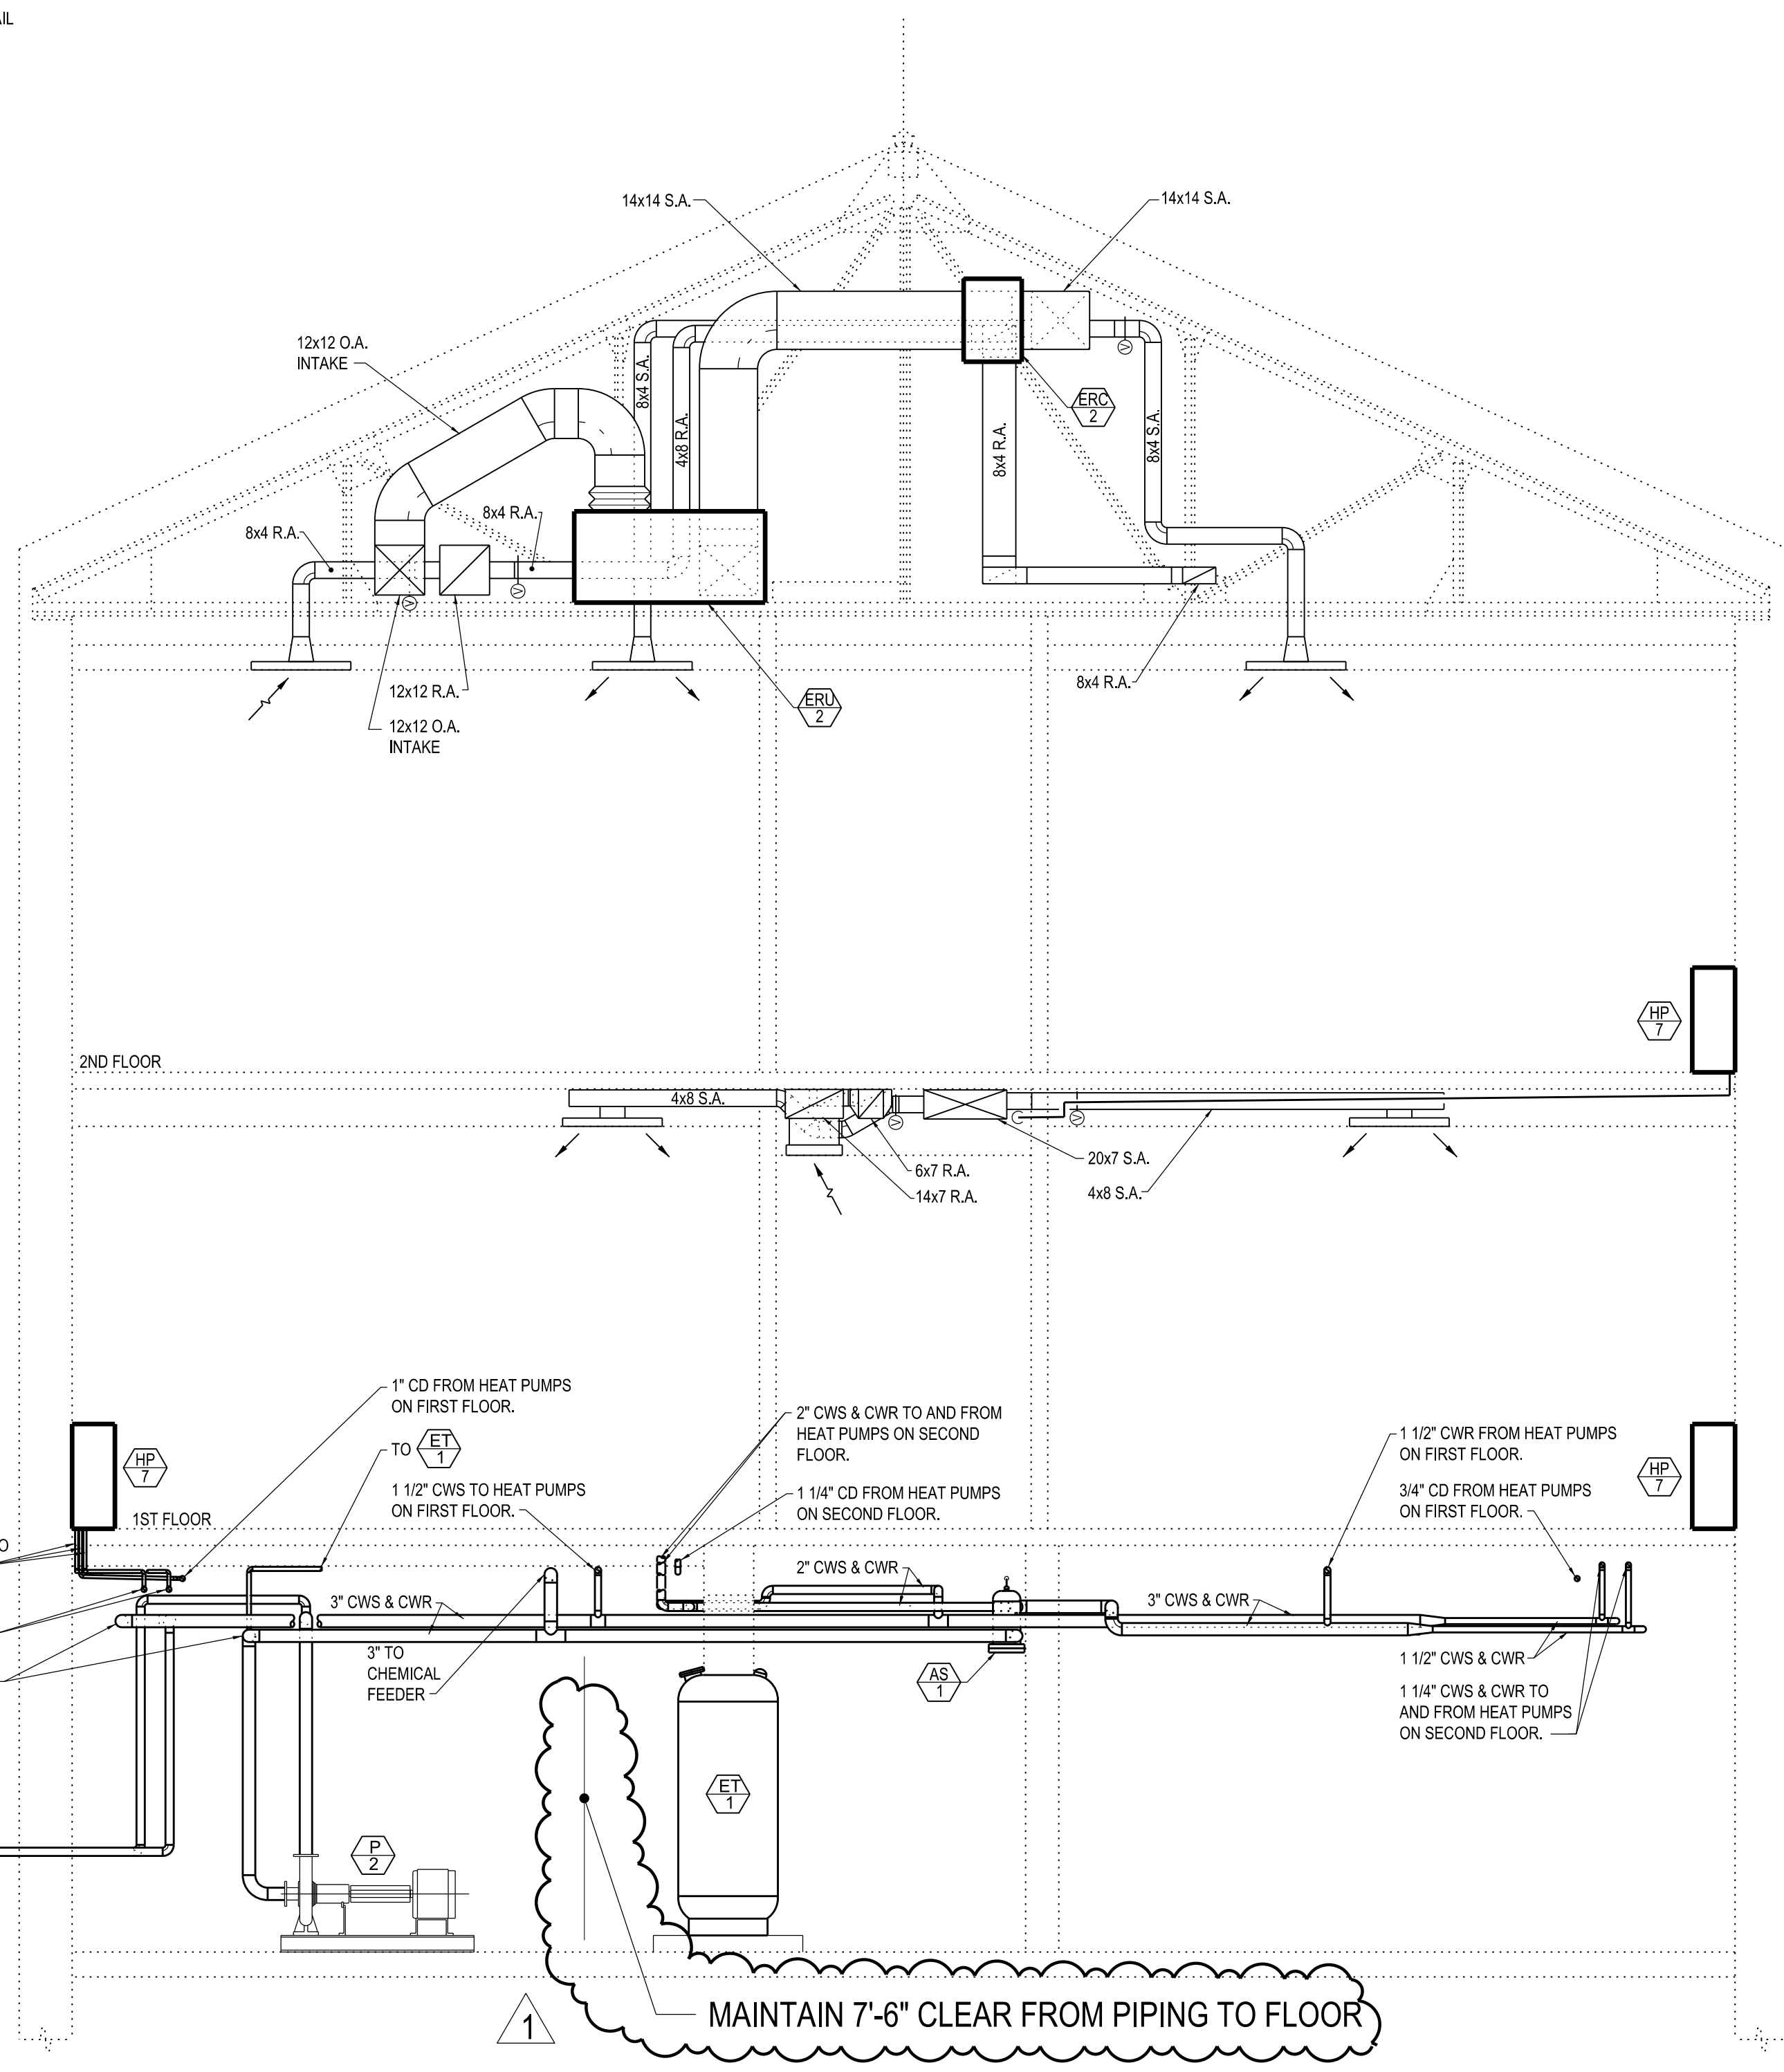 AIL
14x14 S.A.
14x14 S.A.
12x12 O.A.
INTAKE
8x4 S.A.
4x8 R.A.
ERC
2
8x4 R.A.
8x4 S.A.
8x4 R.A.
8x4 R.A.
V
V
V
12x12 R.A.
12x12 O.A.
INTAKE
ERU
2
8x4 R.A.
HP
7
2ND FLOOR
4x8 S.A.
V
V
6x7 R.A.
14x7 R.A.
20x7 S.A.
4x8 S.A.
1" CD FROM HEAT PUMPS
ON FIRST FLOOR.
TO ET
1
HP
7
1 1/2" CWS TO HEAT PUMPS
ON FIRST FLOOR.
1ST FLOOR
2" CWS & CWR TO AND FROM
HEAT PUMPS ON SECOND
FLOOR.
1 1/4" CD FROM HEAT PUMPS
ON SECOND FLOOR.
1 1/2" CWR FROM HEAT PUMPS
ON FIRST FLOOR.
3/4" CD FROM HEAT PUMPS
ON FIRST FLOOR.
HP
7
O
2" CWS & CWR
3" CWS & CWR
3" CWS & CWR
3" TO
CHEMICAL
FEEDER
AS
1
1 1/2" CWS & CWR
1 1/4" CWS & CWR TO
AND FROM HEAT PUMPS
ON SECOND FLOOR.
ET
1
P
2
1
MAINTAIN 7'-6" CLEAR FROM PIPING TO FLOOR